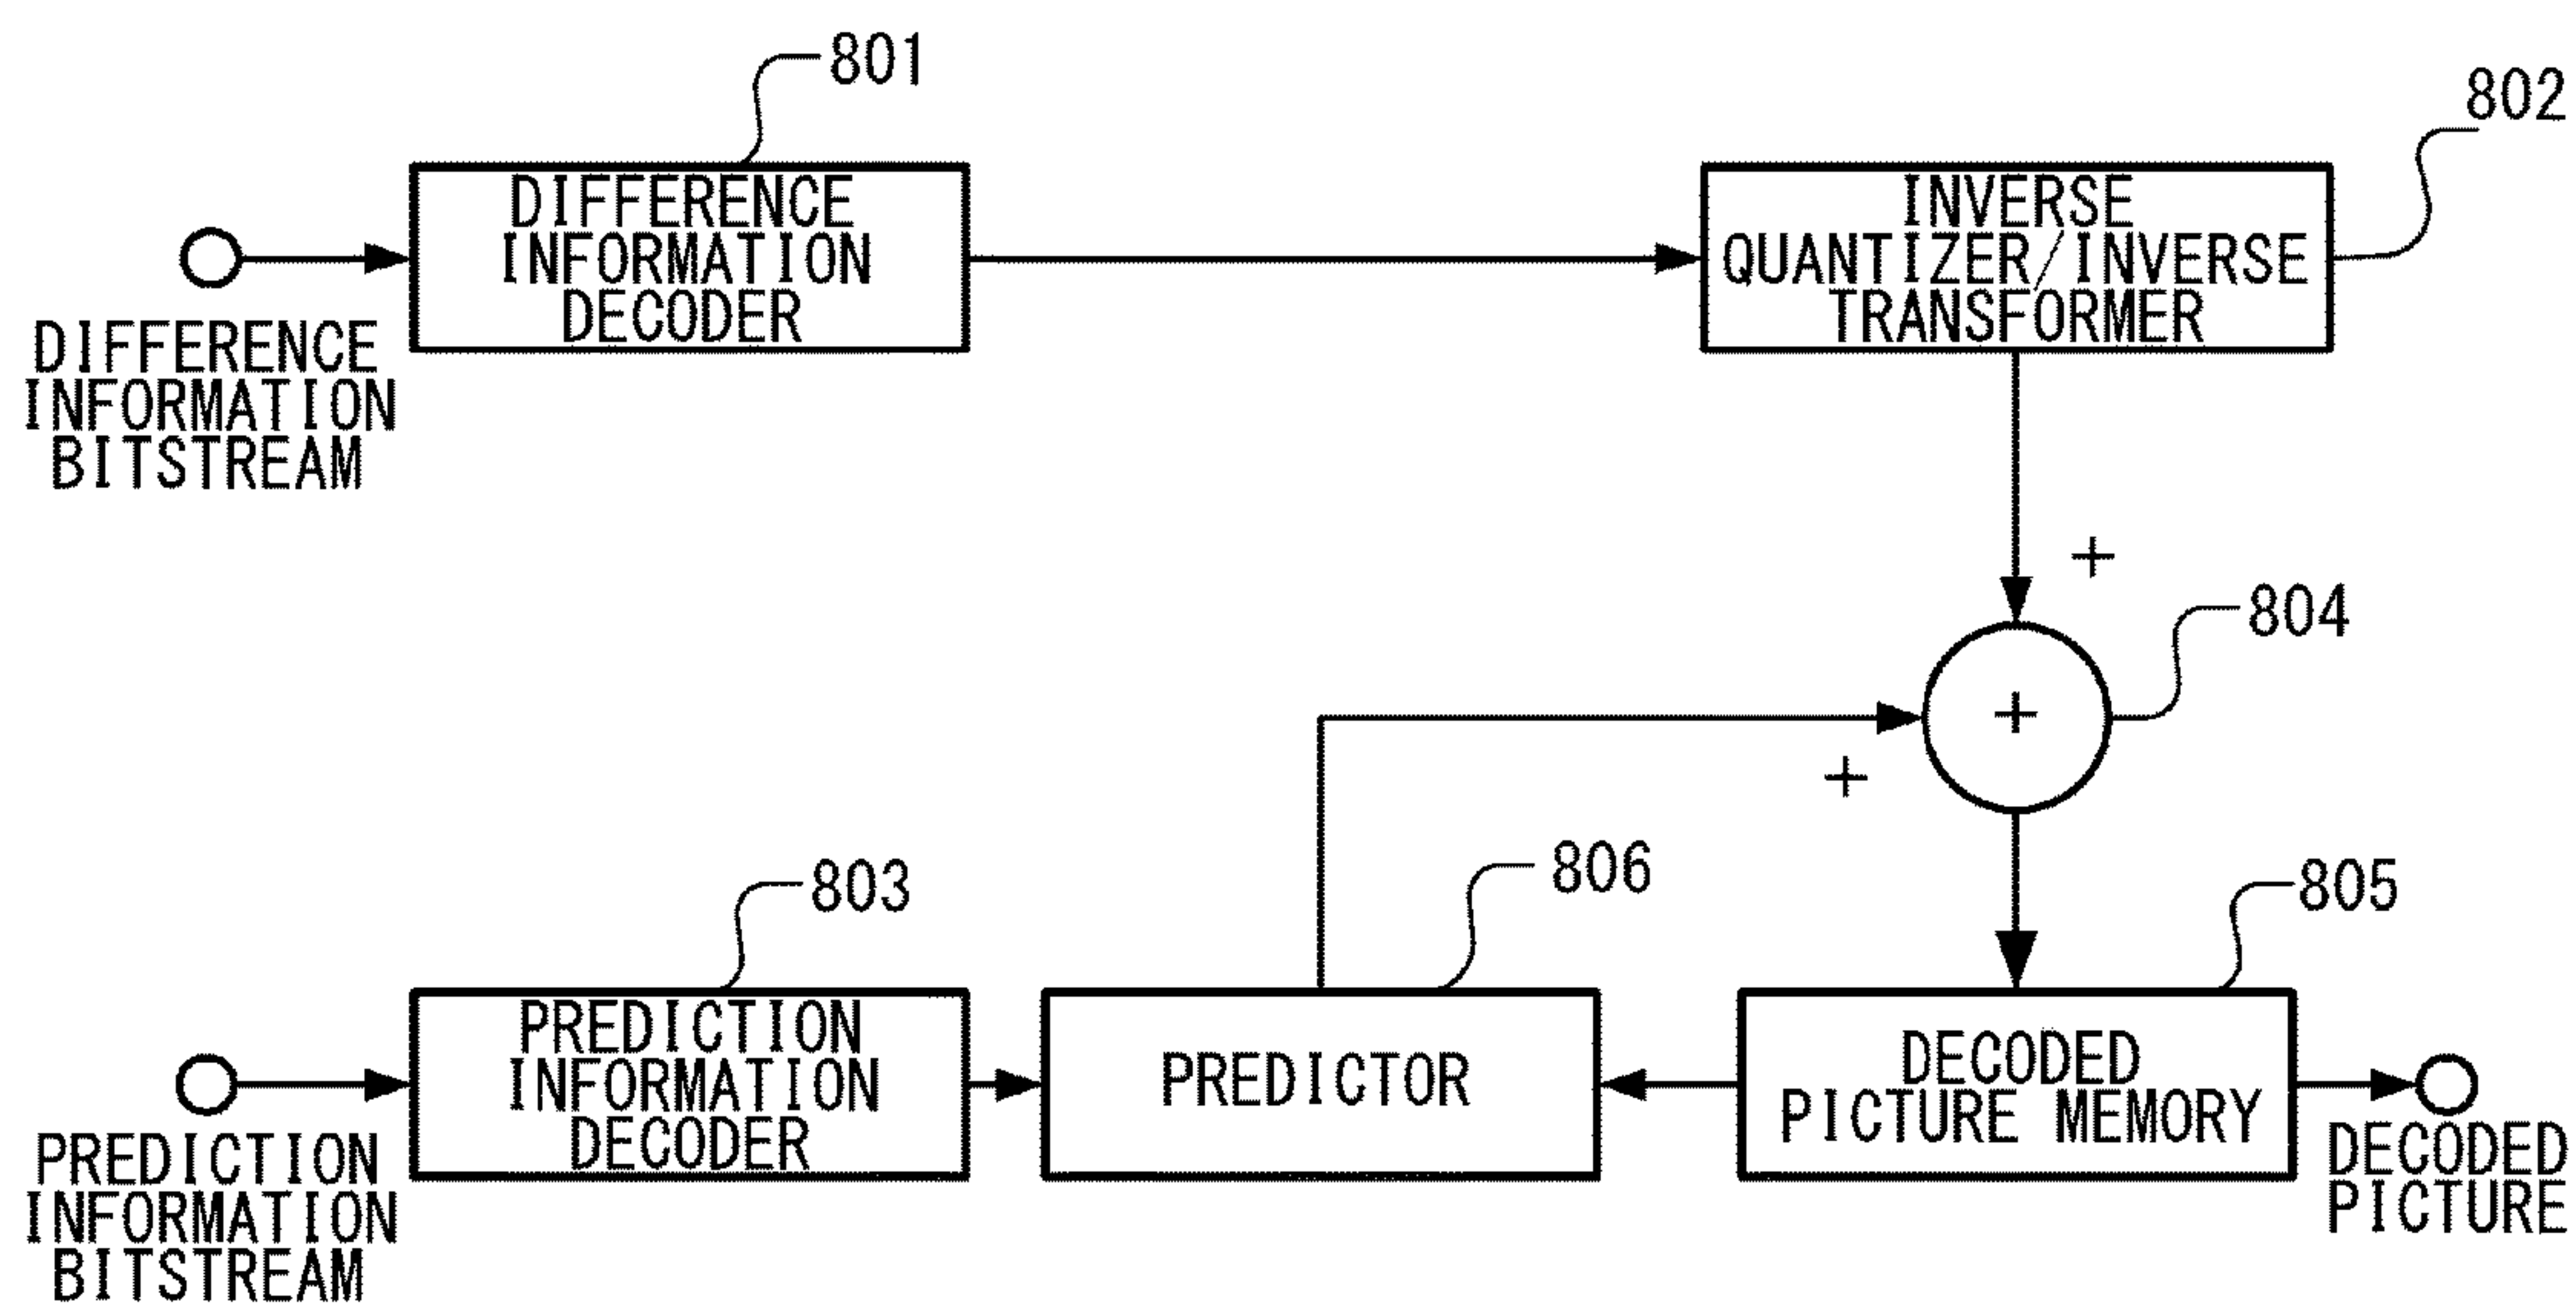 801
802
DIFFERENCE
INFORMATION
DECODER
INVERSE
QUANTIZER/INVERSE
TRANSFORMER
DIFFERENCE
INFORMATION
BITSTREAM
+
804
+
+
803
806
805
PREDICTION
INFORMATION
DECODER
PREDICTOR
DECODED
PICTURE MEMORY
PREDICTION
INFORMATION
BITSTREAM
DECODED
PICTURE